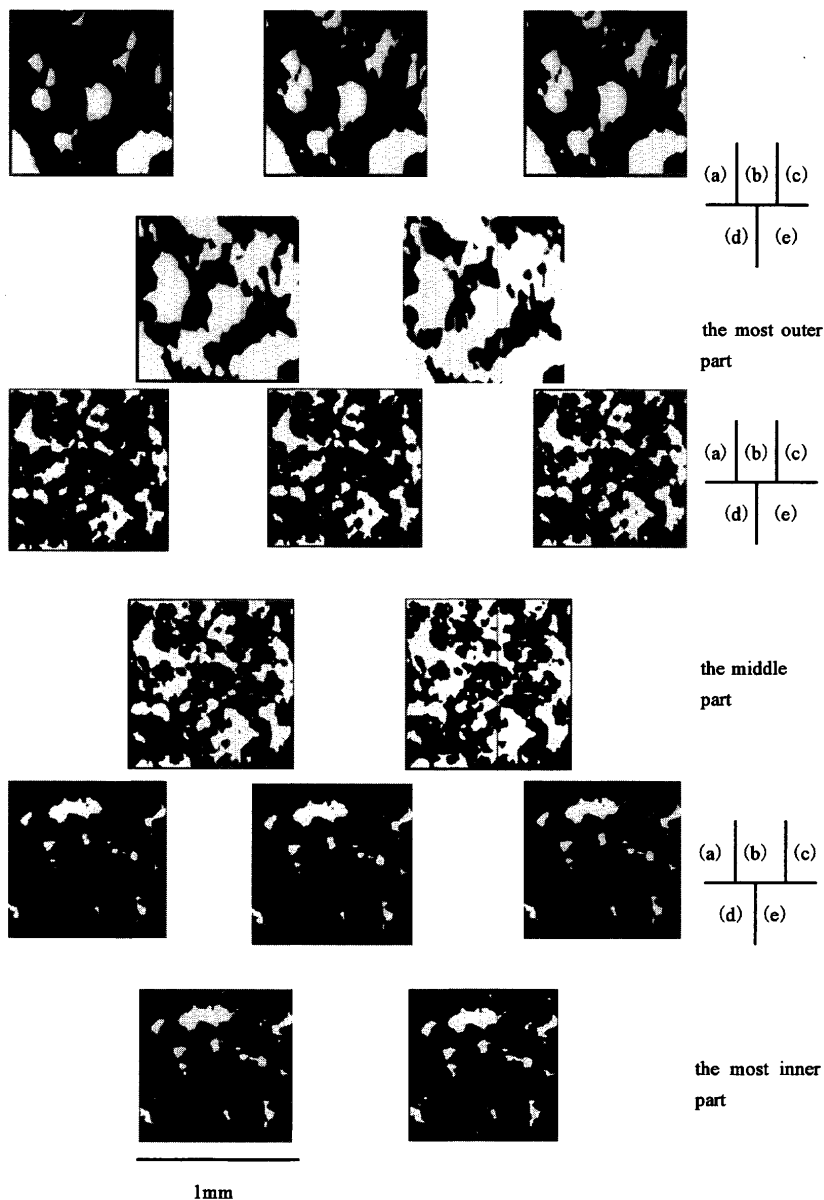 (a) (b) (c)
(d) (e)
the most outer
part
(a) (b) (c)
(d) (e)
the middle
part
(a) (b) (c)
(d) (e)
the most inner
part
1mm